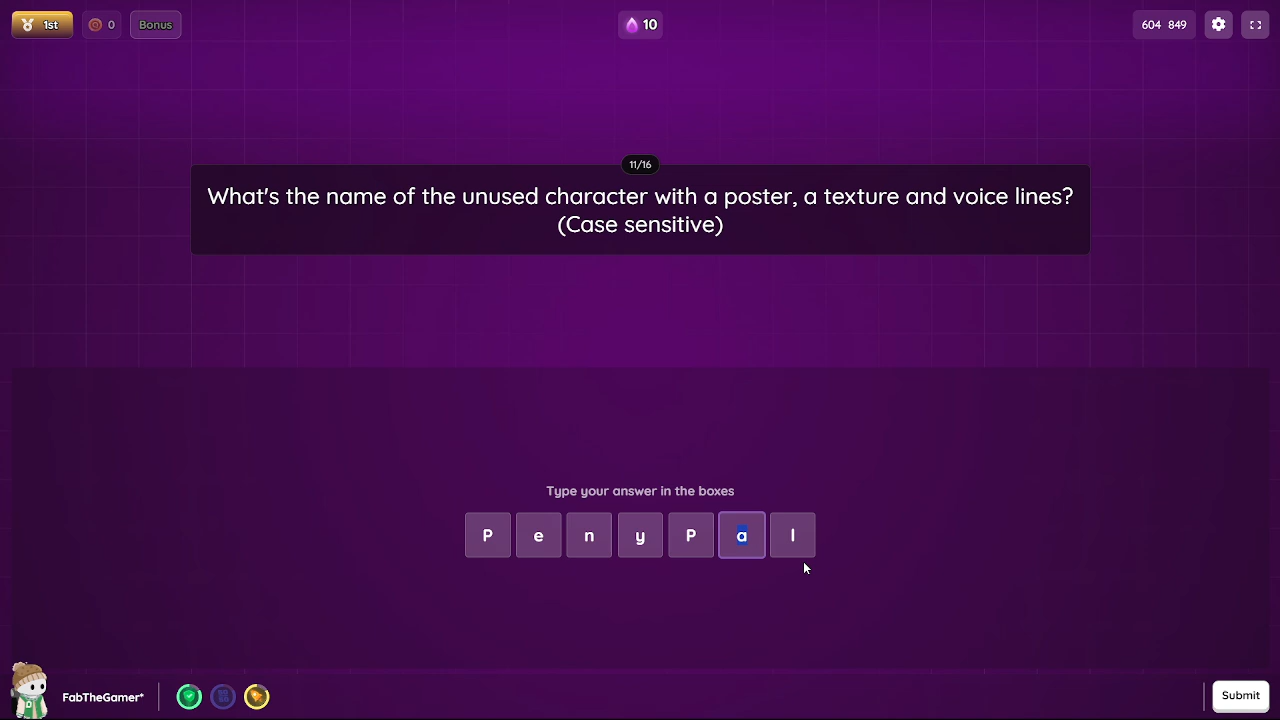 1st
0
Bonus
10
604 849
11/16
What's the name of the unused character with a poster, a texture and voice lines?
(Case sensitive)
Type your answer in the boxes
P e n y P a l
FabTheGamer*
Submit